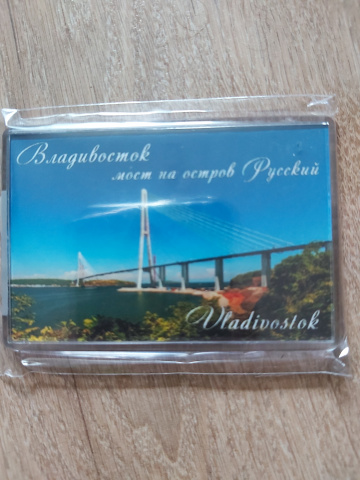 Владивосток
мост на остров Русский
Vladivostok